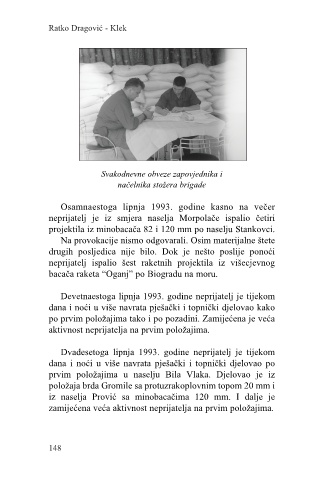 Ratko Dragović - Klek
Svakodnevne obveze zapovjednika i
načelnika stožera brigade
Osamnaestoga lipnja 1993. godine kasno na večer
neprijatelj je iz smjera naselja Morpolače ispalio četiri
projektila iz minobacača 82 i 120 mm po naselju Stankovci.
Na provokacije nismo odgovarali. Osim materijalne štete
drugih posljedica nije bilo. Dok je nešto poslije ponoći
neprijatelj ispalio šest raketnih projektila iz višecjevnog
bacača raketa “Oganj” po Biogradu na moru.
Devetnaestoga lipnja 1993. godine neprijatelj je tijekom
dana i noći u više navrata pješački i topnički djelovao kako
po prvim položajima tako i po pozadini. Zamijećena je veća
aktivnost neprijatelja na prvim položajima.
Dvadesetoga lipnja 1993. godine neprijatelj je tijekom
dana i noći u više navrata pješački i topnički djelovao po
prvim položajima u naselju Bila Vlaka. Djelovao je iz
položaja brda Gromile sa protuzrakoplovnim topom 20 mm i
iz naselja Prović sa minobacačima 120 mm. I dalje je
zamijećena veća aktivnost neprijatelja na prvim položajima.
148